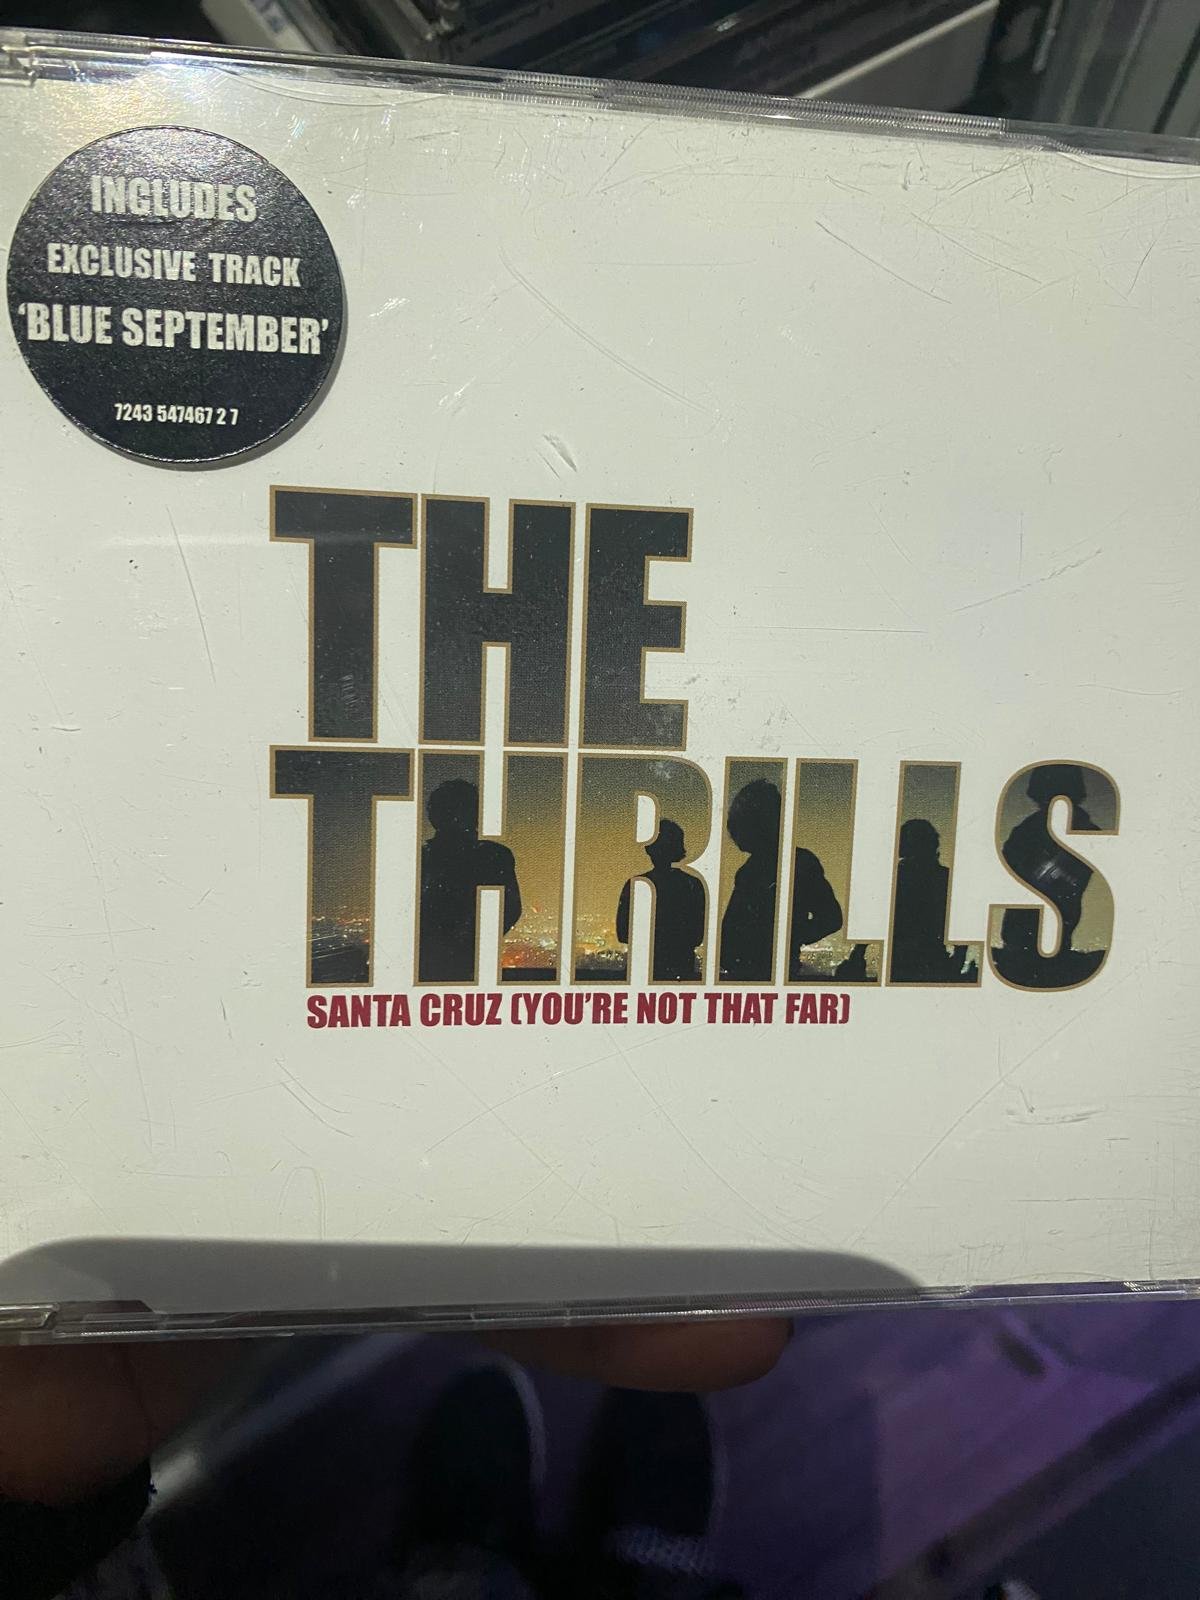 INCLUDES
EXCLUSIVE TRACK
'BLUE SEPTEMBER'
7243 547467 2 7
THE
THRILLS
SANTA CRUZ (YOU'RE NOT THAT FAR)